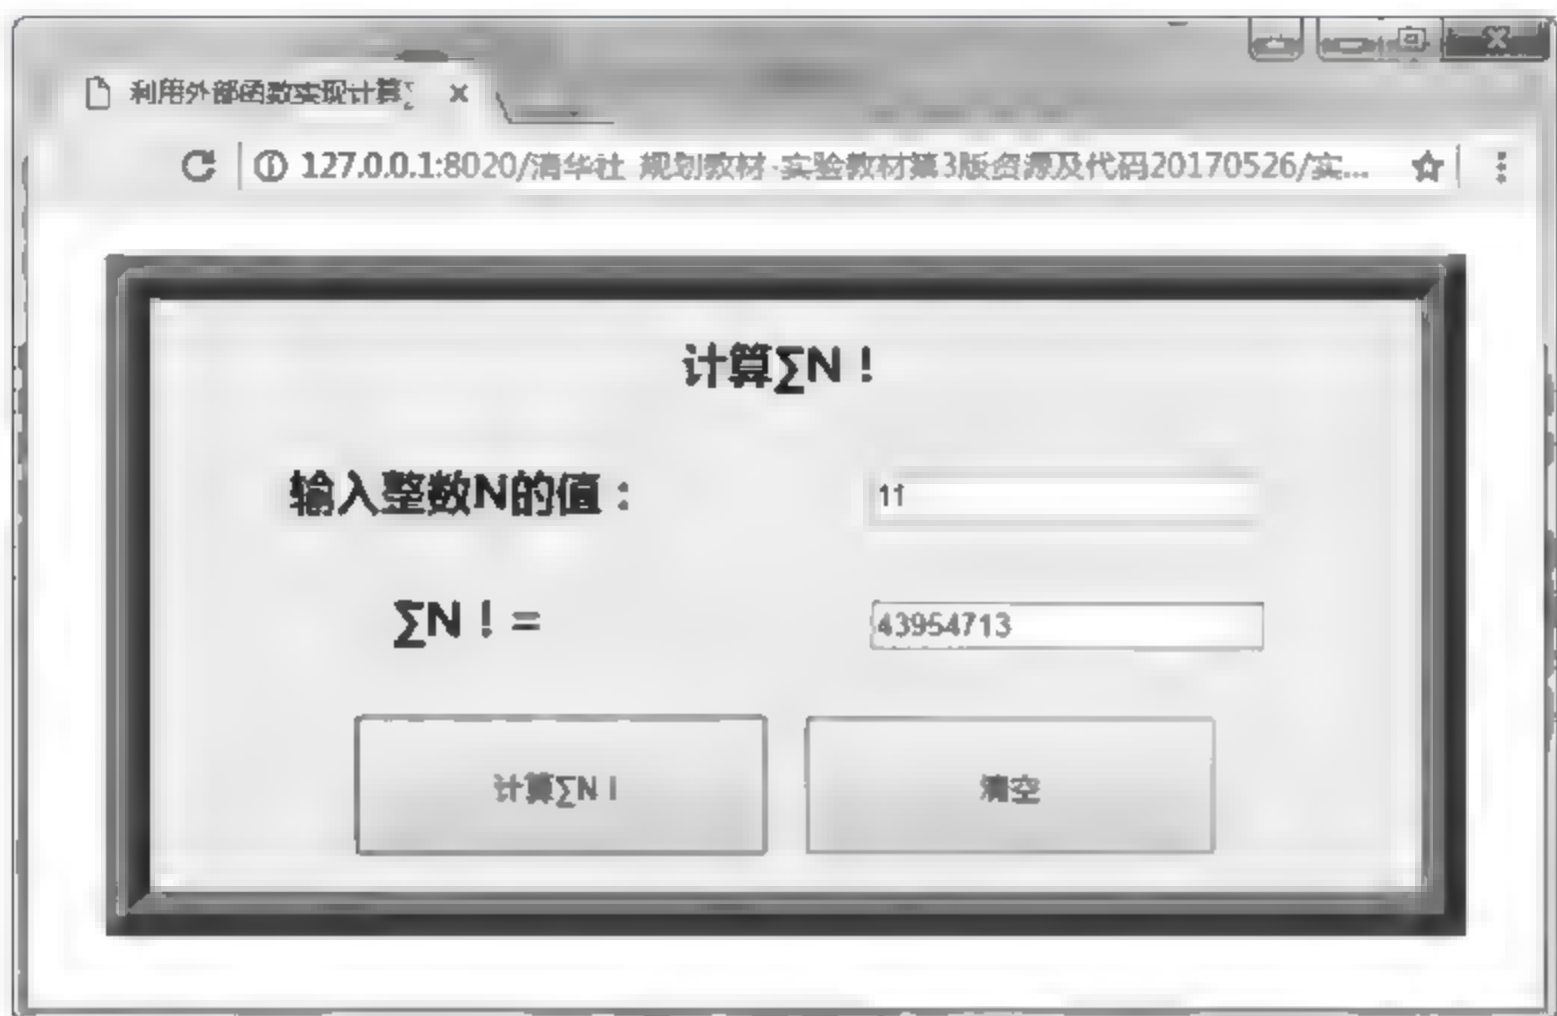 利用外部函数实现计算∑
127.0.0.1:8020/清华社 规划教材-实验教材第3版资源及代码20170526/实...
计算∑N！
输入整数N的值：
11
∑N！=
43954713
计算∑N！
清空